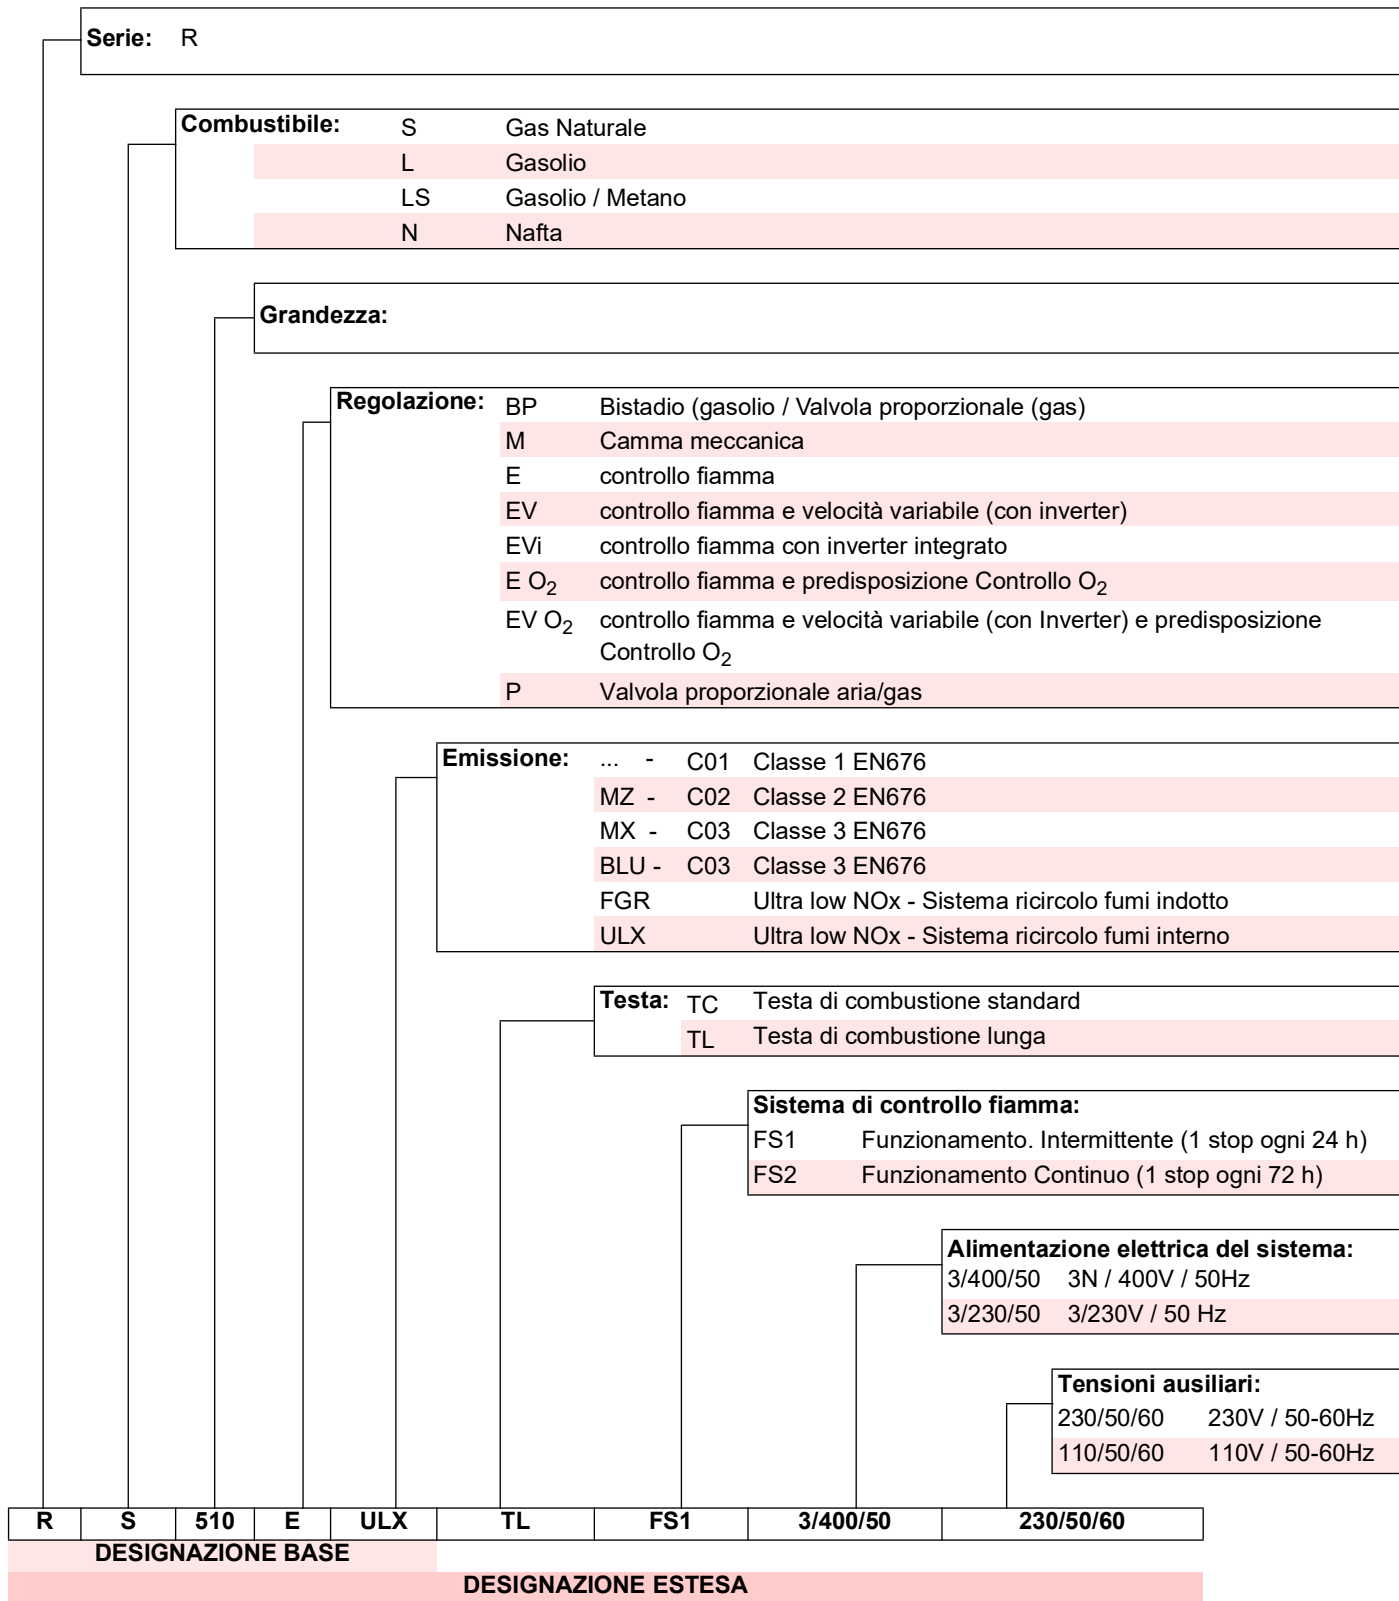 Serie: R
Combustibile: S Gas Naturale
L Gasolio
LS Gasolio / Metano
N Nafta
Grandezza:
Regolazione: BP Bistadio (gasolio / Valvola proporzionale (gas)
M Camma meccanica
E controllo fiamma
EV controllo fiamma e velocità variabile (con inverter)
EVi controllo fiamma con inverter integrato
E O2 controllo fiamma e predisposizione Controllo O2
EV O2 controllo fiamma e velocità variabile (con Inverter) e predisposizione
Controllo O2
P Valvola proporzionale aria/gas
Emissione: ... - C01 Classe 1 EN676
MZ - C02 Classe 2 EN676
MX - C03 Classe 3 EN676
BLU - C03 Classe 3 EN676
FGR Ultra low NOx - Sistema ricircolo fumi indotto
ULX Ultra low NOx - Sistema ricircolo fumi interno
Testa: TC Testa di combustione standard
TL Testa di combustione lunga
Sistema di controllo fiamma:
FS1 Funzionamento. Intermittente (1 stop ogni 24 h)
FS2 Funzionamento Continuo (1 stop ogni 72 h)
Alimentazione elettrica del sistema:
3/400/50 3N / 400V / 50Hz
3/230/50 3/230V / 50 Hz
Tensioni ausiliari:
230/50/60 230V / 50-60Hz
110/50/60 110V / 50-60Hz
R S 510 E ULX TL FS1 3/400/50 230/50/60
DESIGNAZIONE BASE
DESIGNAZIONE ESTESA